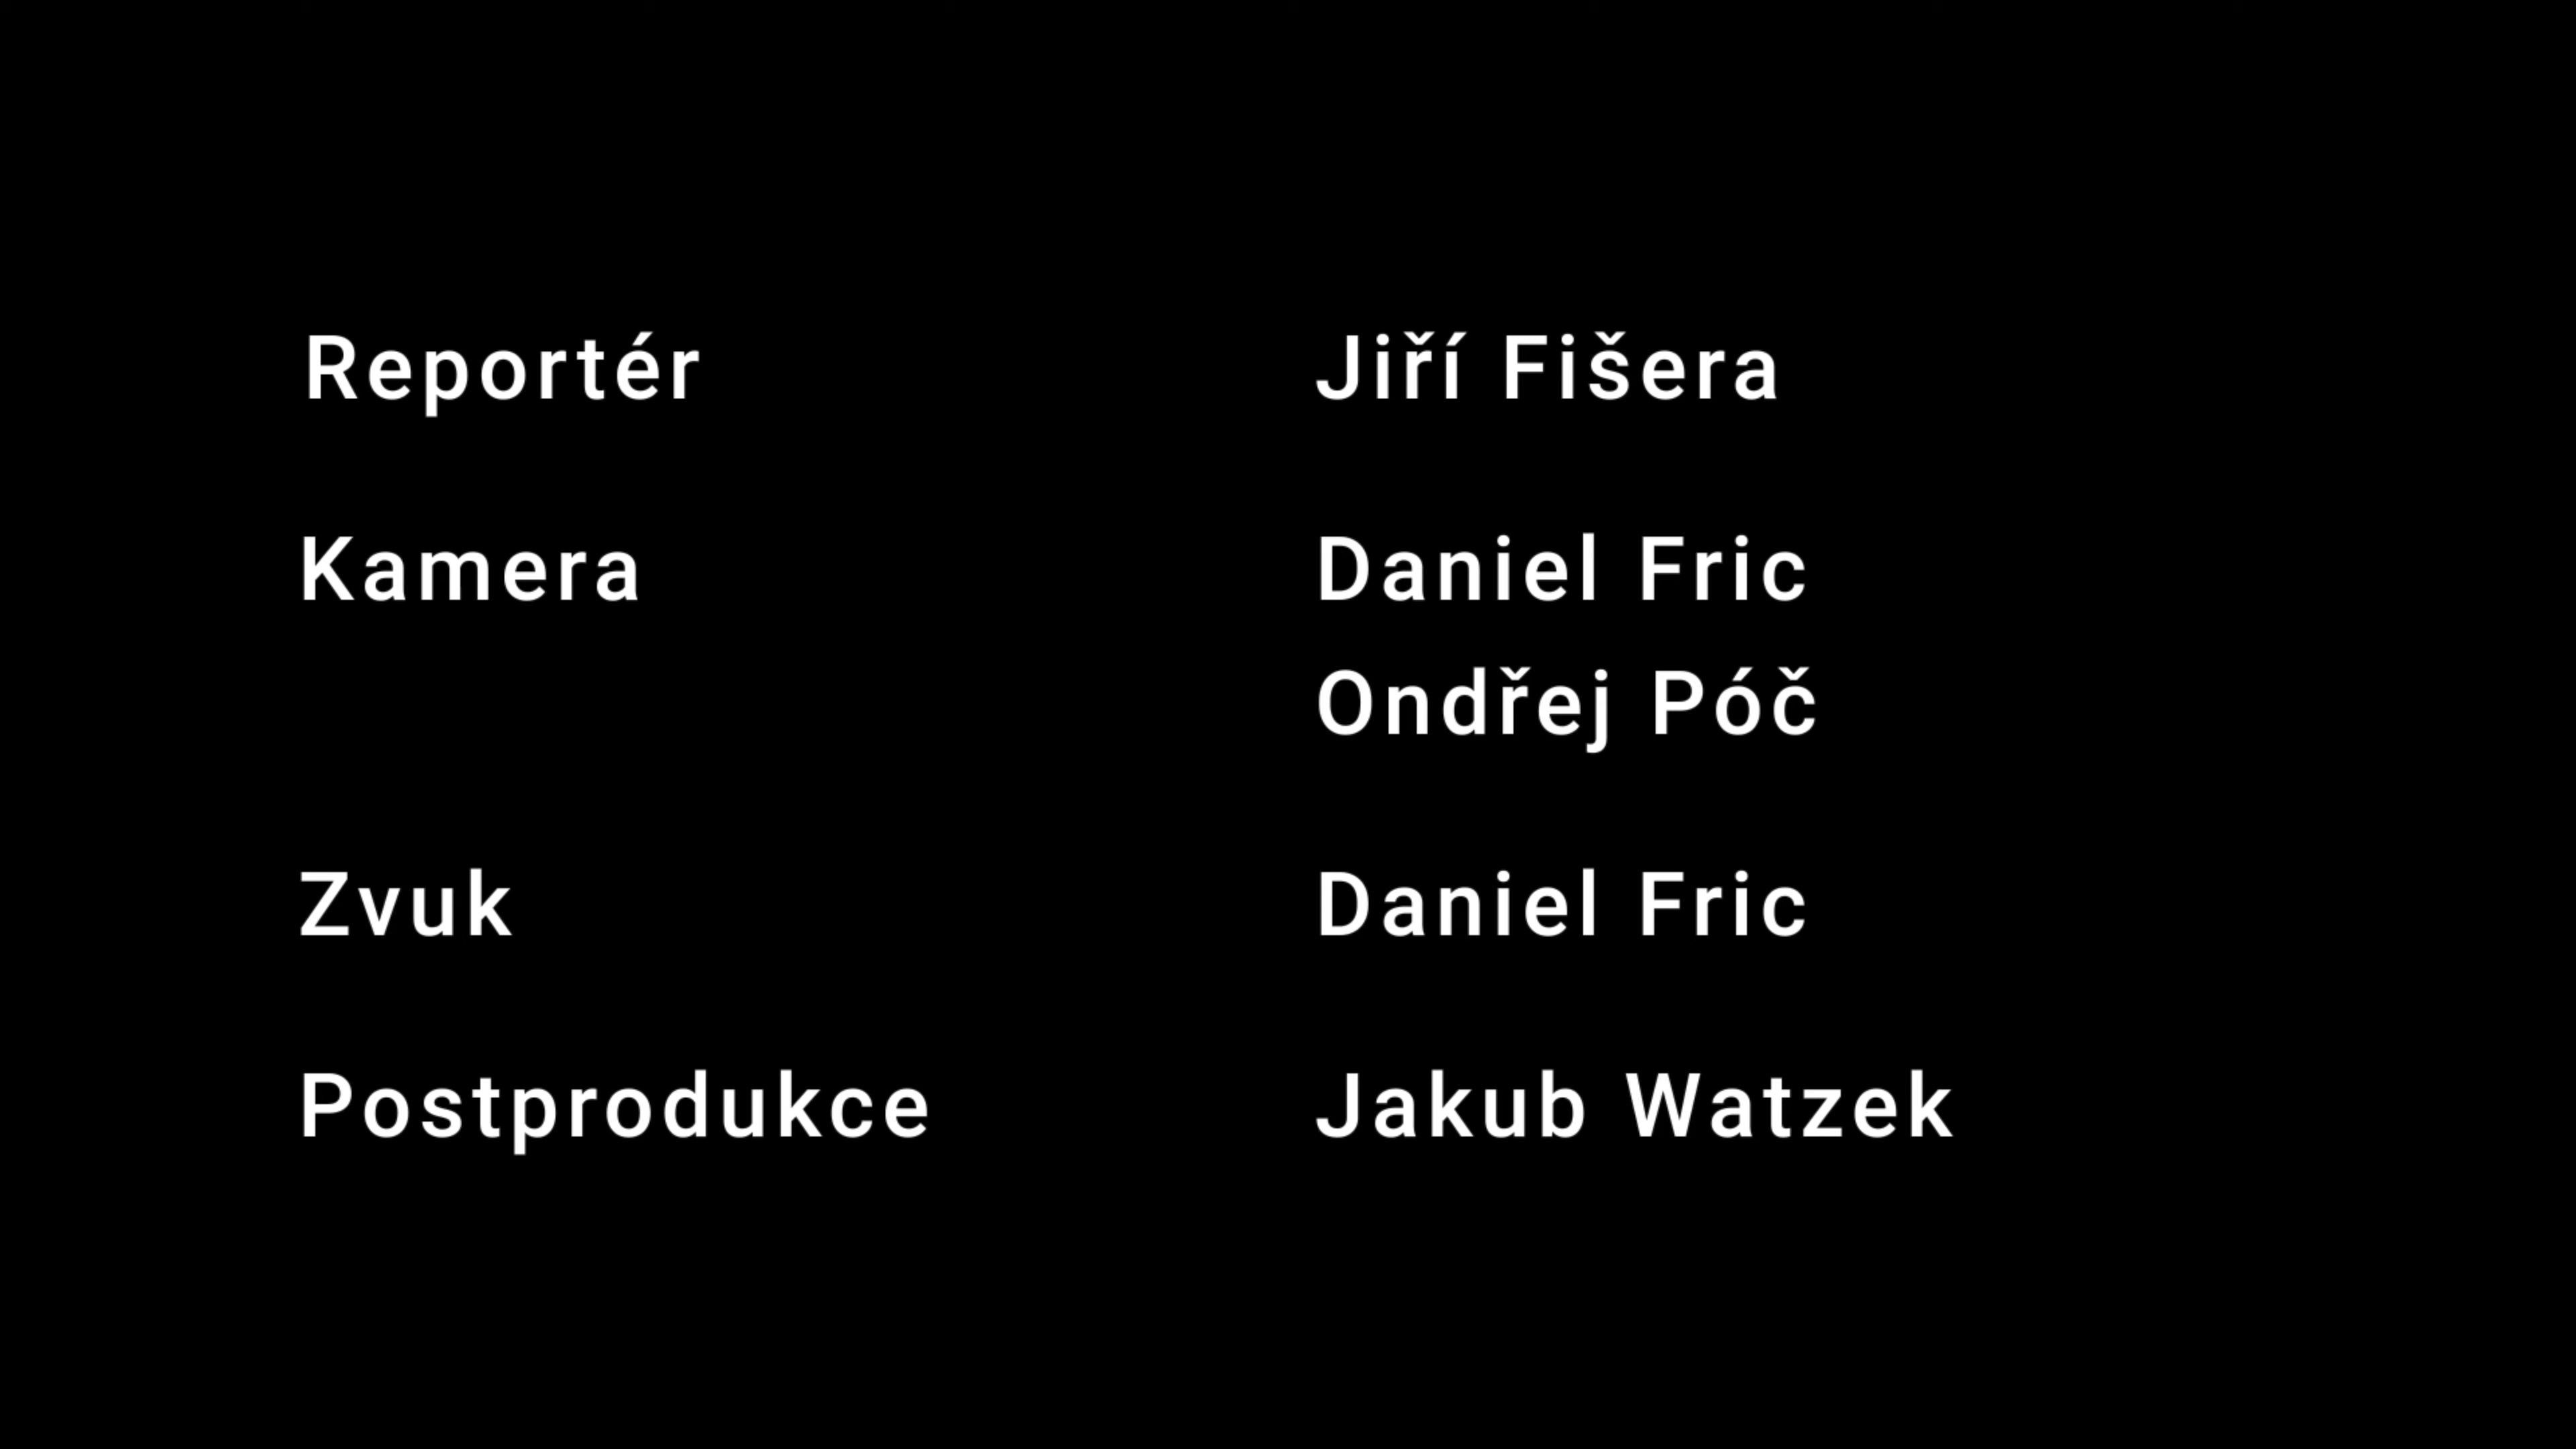 Reportér Jiří Fišera
Kamera Daniel Fric
Ondřej Póč
Zvuk Daniel Fric
Postprodukce Jakub Watzek